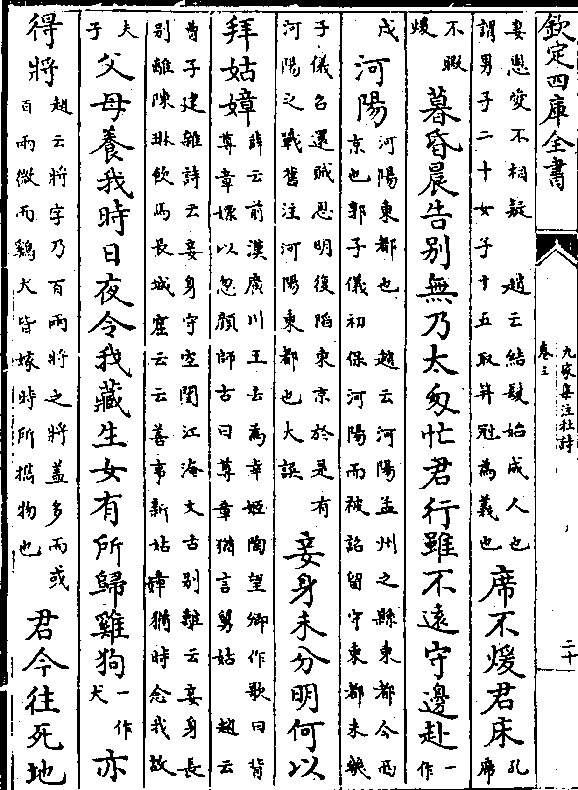 欽定四庫全書
九家集注杜詩
卷三
二十
妻恩愛不相疑　趙云結髮始成人也
謂男子二十女子十五取笄冠為義也
席不煖君床
孔
席
不暇
煖
暮昏晨告别無乃太匆忙君行雖不逺守邊赴
一
作
戍
河陽
河陽東都也　趙云河陽孟州之縣東都今西
京也郭子儀初保河陽而被詔留守東都未幾
子儀召還賊思明復陷東京於是有
河陽之戰舊注河陽東都也大誤
妾身未分明何以
拜姑嫜
薛云前漢廣川王去為幸姬陶望卿作歌曰背
尊章嫖以忽顔師古曰尊章猶言舅姑　趙云
曹子建雜詩云妾身守空閨江淹文古别離云妾身長
别離陳琳飲馬長城窟云云善事新姑嫜猶時念我故
夫
子
父母養我時日夜令我藏生女有所歸雞狗
一作
犬
亦
得將
趙云將字乃百兩將之將蓋多而或
百兩微而鷄犬皆嫁時所攜物也
君今往死地